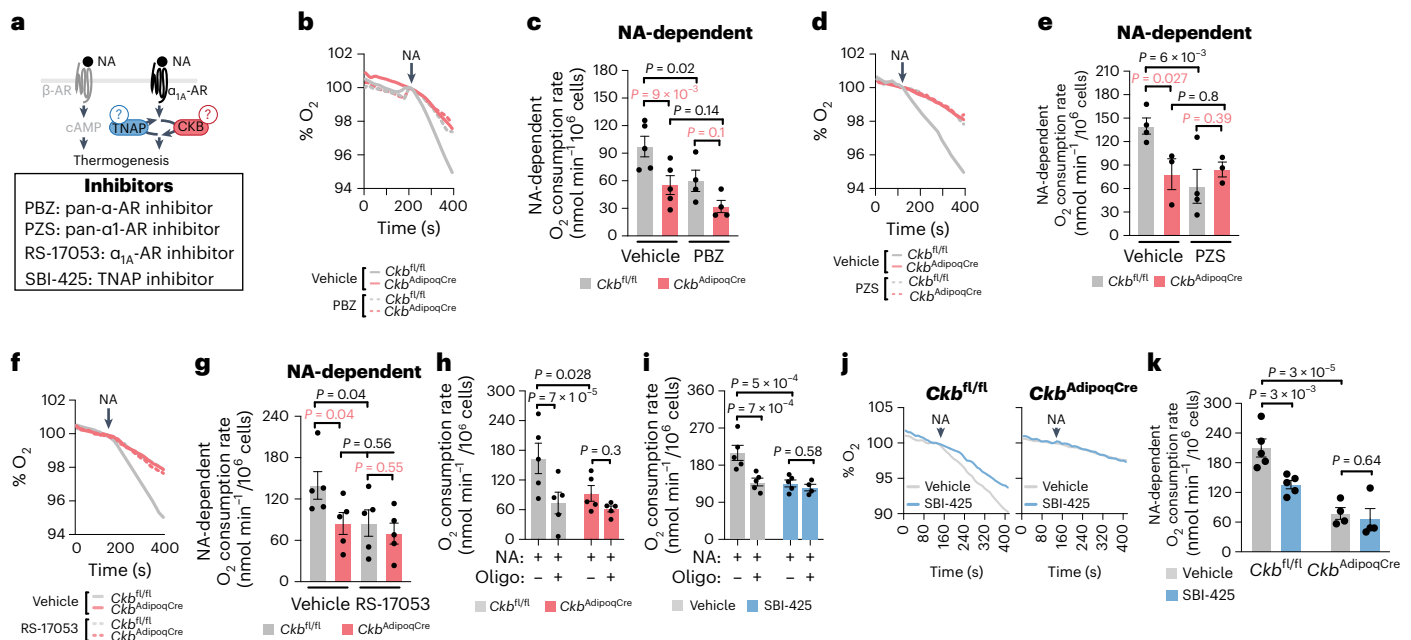 a
NA
NA
β-AR
α1A-AR
cAMP
?
TNAP
CKB
?
Thermogenesis
Inhibitors
PBZ: pan-α-AR inhibitor
PZS: pan-α1-AR inhibitor
RS-17053: α1A-AR inhibitor
SBI-425: TNAP inhibitor
b
NA
% O2
102
100
98
96
94
0
200
400
Time (s)
Vehicle
Ckbfl/fl
CkbAdipoqCre
PBZ
Ckbfl/fl
CkbAdipoqCre
c
NA-dependent
NA-dependent
O2 consumption rate
(nmol min−1 10^6 cells)
180
150
120
90
60
30
0
P = 0.02
P = 9 × 10−3
P = 0.14
P = 0.1
Vehicle
PBZ
Ckbfl/fl
CkbAdipoqCre
d
NA
% O2
102
100
98
96
94
0
200
400
Time (s)
Vehicle
Ckbfl/fl
CkbAdipoqCre
PZS
Ckbfl/fl
CkbAdipoqCre
e
NA-dependent
NA-dependent
O2 consumption rate
(nmol min−1/10^6 cells)
210
180
150
120
90
60
30
0
P = 6 × 10−3
P = 0.027
P = 0.8
P = 0.39
Vehicle
PZS
Ckbfl/fl
CkbAdipoqCre
f
NA
% O2
102
100
98
96
94
0
200
400
Time (s)
Vehicle
Ckbfl/fl
CkbAdipoqCre
RS-17053
Ckbfl/fl
CkbAdipoqCre
g
NA-dependent
NA-dependent
O2 consumption rate
(nmol min−1/10^6 cells)
240
180
120
60
0
P = 0.04
P = 0.04
P = 0.56
P = 0.55
Vehicle RS-17053
Ckbfl/fl
CkbAdipoqCre
h
O2 consumption rate
(nmol min−1 /10^6 cells)
300
240
180
120
60
0
P = 0.028
P = 7 × 10−5
P = 0.3
NA: + + + +
Oligo: − + − +
Ckbfl/fl
CkbAdipoqCre
i
O2 consumption rate
(nmol min−1 /10^6 cells)
360
270
180
90
0
P = 5 × 10−4
P = 7 × 10−4
P = 0.58
NA: + + + +
Oligo: − + − +
Vehicle
SBI-425
j
Ckbfl/fl
CkbAdipoqCre
% O2
105
100
95
90
NA
NA
Vehicle
SBI-425
Vehicle
SBI-425
0
80
160
240
320
400
0
80
160
240
320
400
Time (s)
Time (s)
k
NA-dependent
O2 consumption rate
(nmol min−1/10^6 cells)
300
240
180
120
60
0
P = 3 × 10−5
P = 3 × 10−3
P = 0.64
Ckbfl/fl
CkbAdipoqCre
Vehicle
SBI-425